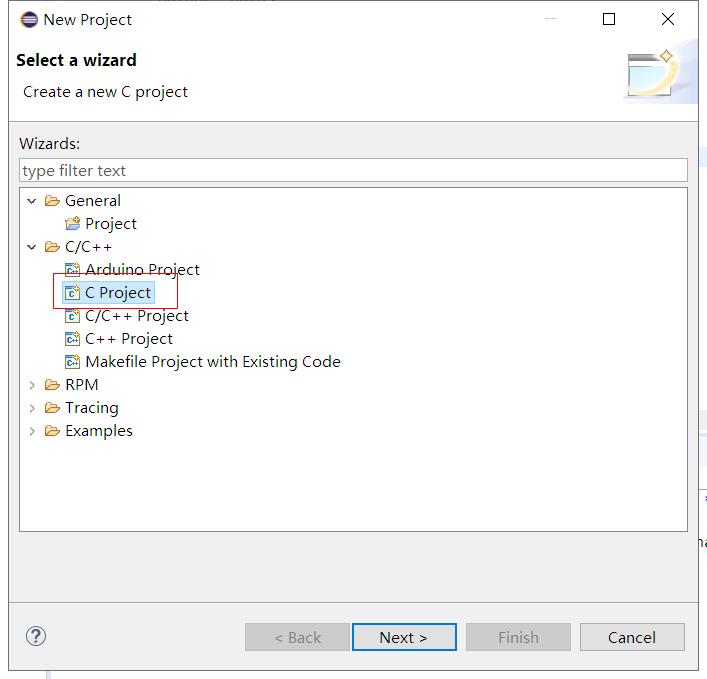 New Project
Select a wizard
Create a new C project
Wizards:
type filter text
General
Project
C/C++
Arduino Project
C Project
C/C++ Project
C++ Project
Makefile Project with Existing Code
RPM
Tracing
Examples
< Back
Next >
Finish
Cancel